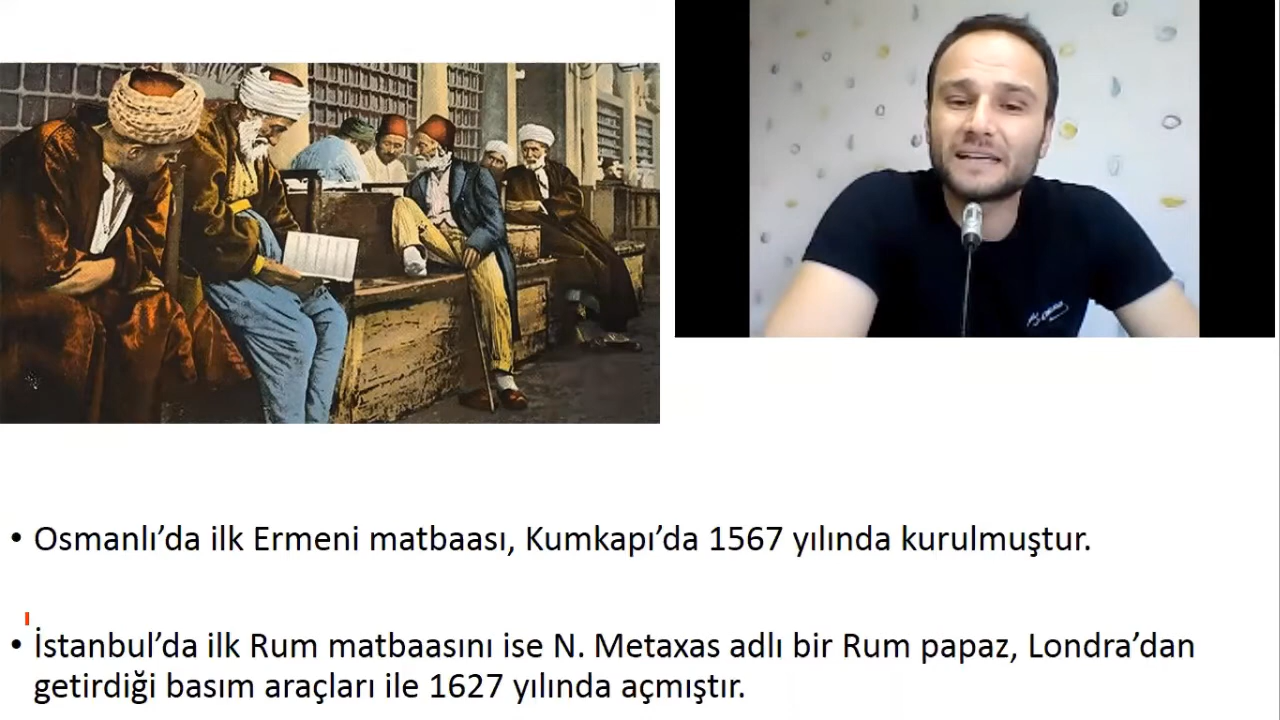 • Osmanlı’da ilk Ermeni matbaası, Kumkapı’da 1567 yılında kurulmuştur.
• İstanbul’da ilk Rum matbaasını ise N. Metaxas adlı bir Rum papaz, Londra’dan
getirdiği basım araçları ile 1627 yılında açmıştır.